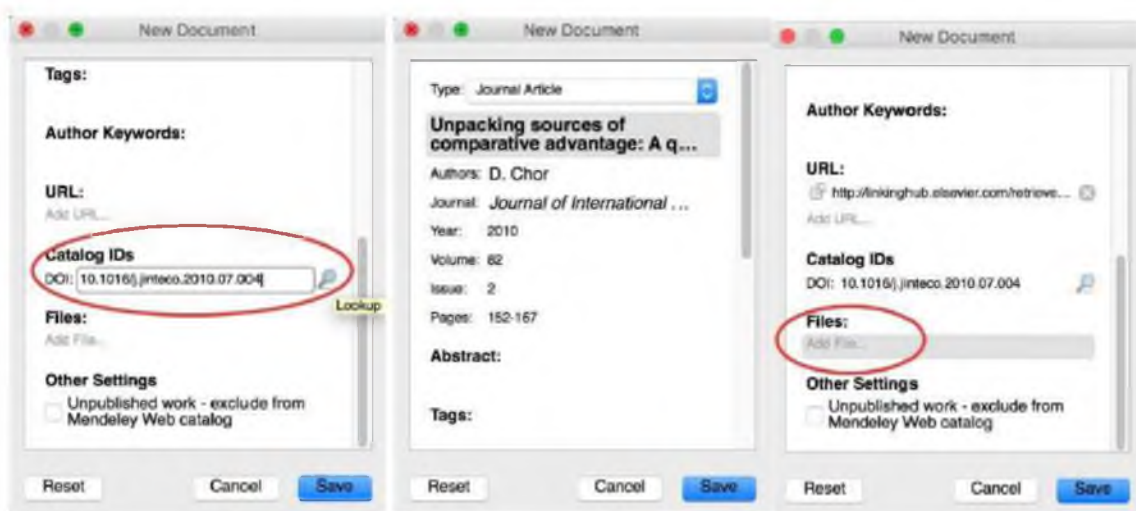 New Document
Tags:
Author Keywords:
URL:
Add URL...
Catalog IDs
DOI: 10.1016/j.jinteco.2010.07.004
Lookup
Files:
Add File...
Other Settings
Unpublished work - exclude from
Mendeley Web catalog
Reset Cancel Save
New Document
Type: Journal Article
Unpacking sources of
comparative advantage: A q...
Authors: D. Chor
Journal: Journal of International ...
Year: 2010
Volume: 82
Issue: 2
Pages: 152-167
Abstract:
Tags:
Reset Cancel Save
New Document
Author Keywords:
URL:
http://linkinghub.elsevier.com/retrieve...
Add URL...
Catalog IDs
DOI: 10.1016/j.jinteco.2010.07.004
Files:
Add File...
Other Settings
Unpublished work - exclude from
Mendeley Web catalog
Reset Cancel Save